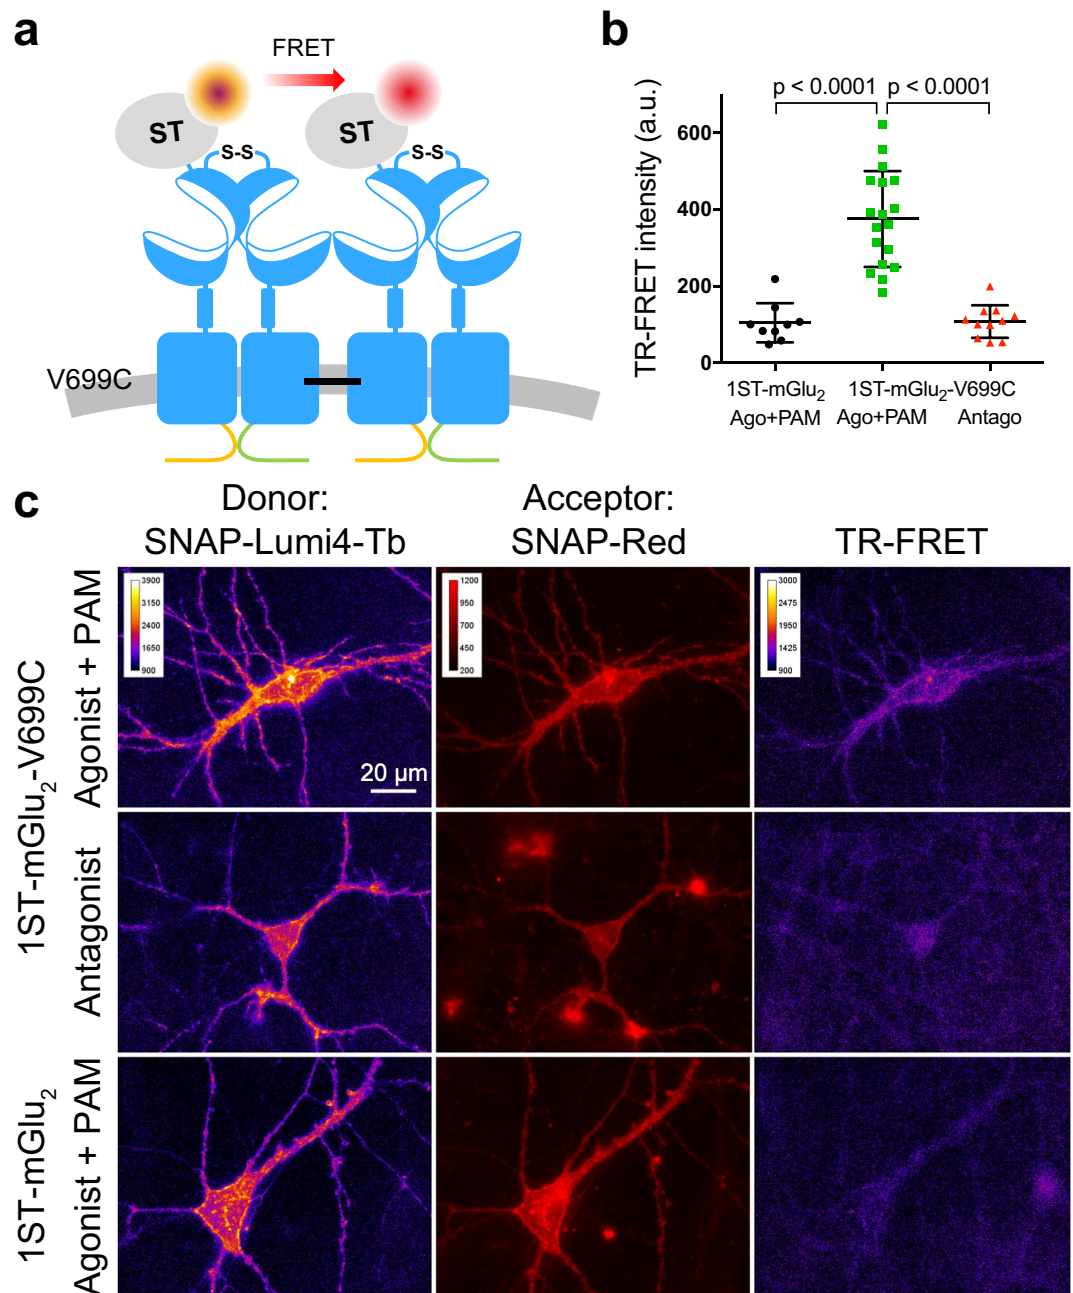 a
FRET
ST
ST
S-S
S-S
V699C
b
TR-FRET intensity (a.u.)
p < 0.0001
p < 0.0001
600
400
200
0
1ST-mGlu2
Ago+PAM
1ST-mGlu2-V699C
Ago+PAM
Antago
c
Donor:
SNAP-Lumi4-Tb
Acceptor:
SNAP-Red
TR-FRET
1ST-mGlu2-V699C
Agonist + PAM
3900
3150
2400
1650
900
20 µm
1200
950
700
450
200
3000
2475
1950
1425
900
Antagonist
1ST-mGlu2
Agonist + PAM